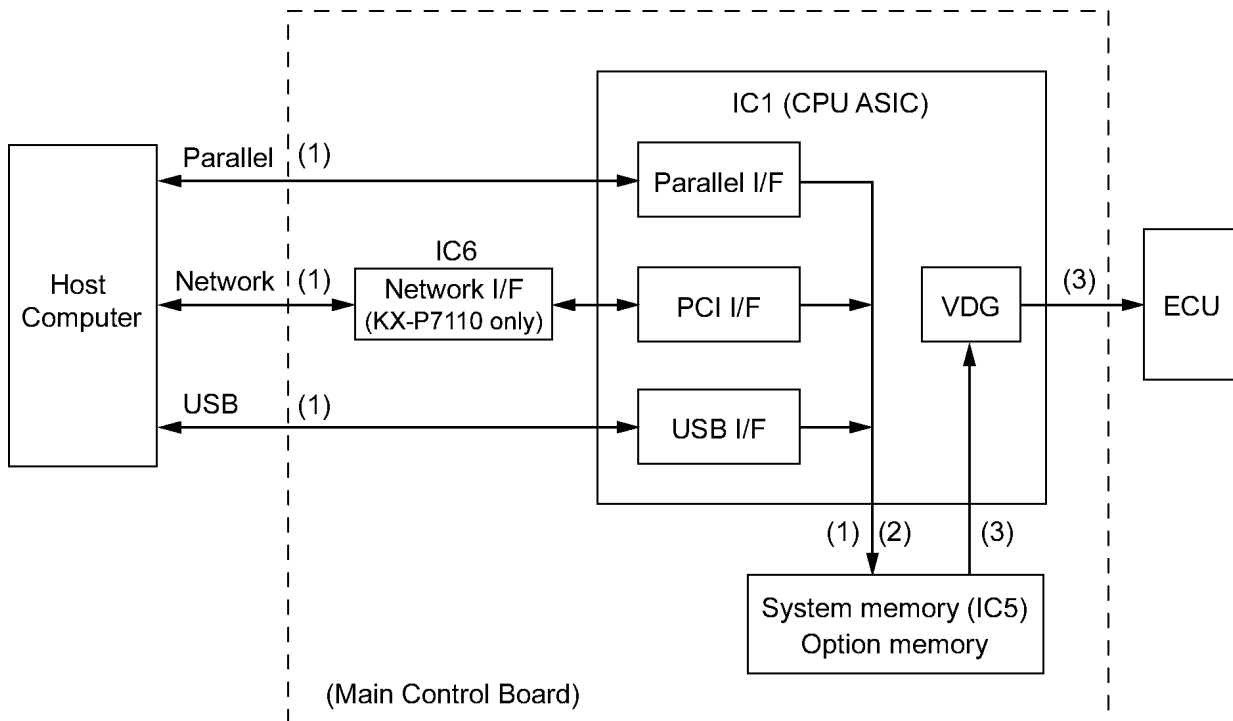 IC1 (CPU ASIC)
Parallel
(1)
Parallel I/F
Host
Computer
Network
(1)
IC6
Network I/F
(KX-P7110 only)
PCI I/F
VDG
(3)
ECU
USB
(1)
USB I/F
(1)
(2)
(3)
System memory (IC5)
Option memory
(Main Control Board)